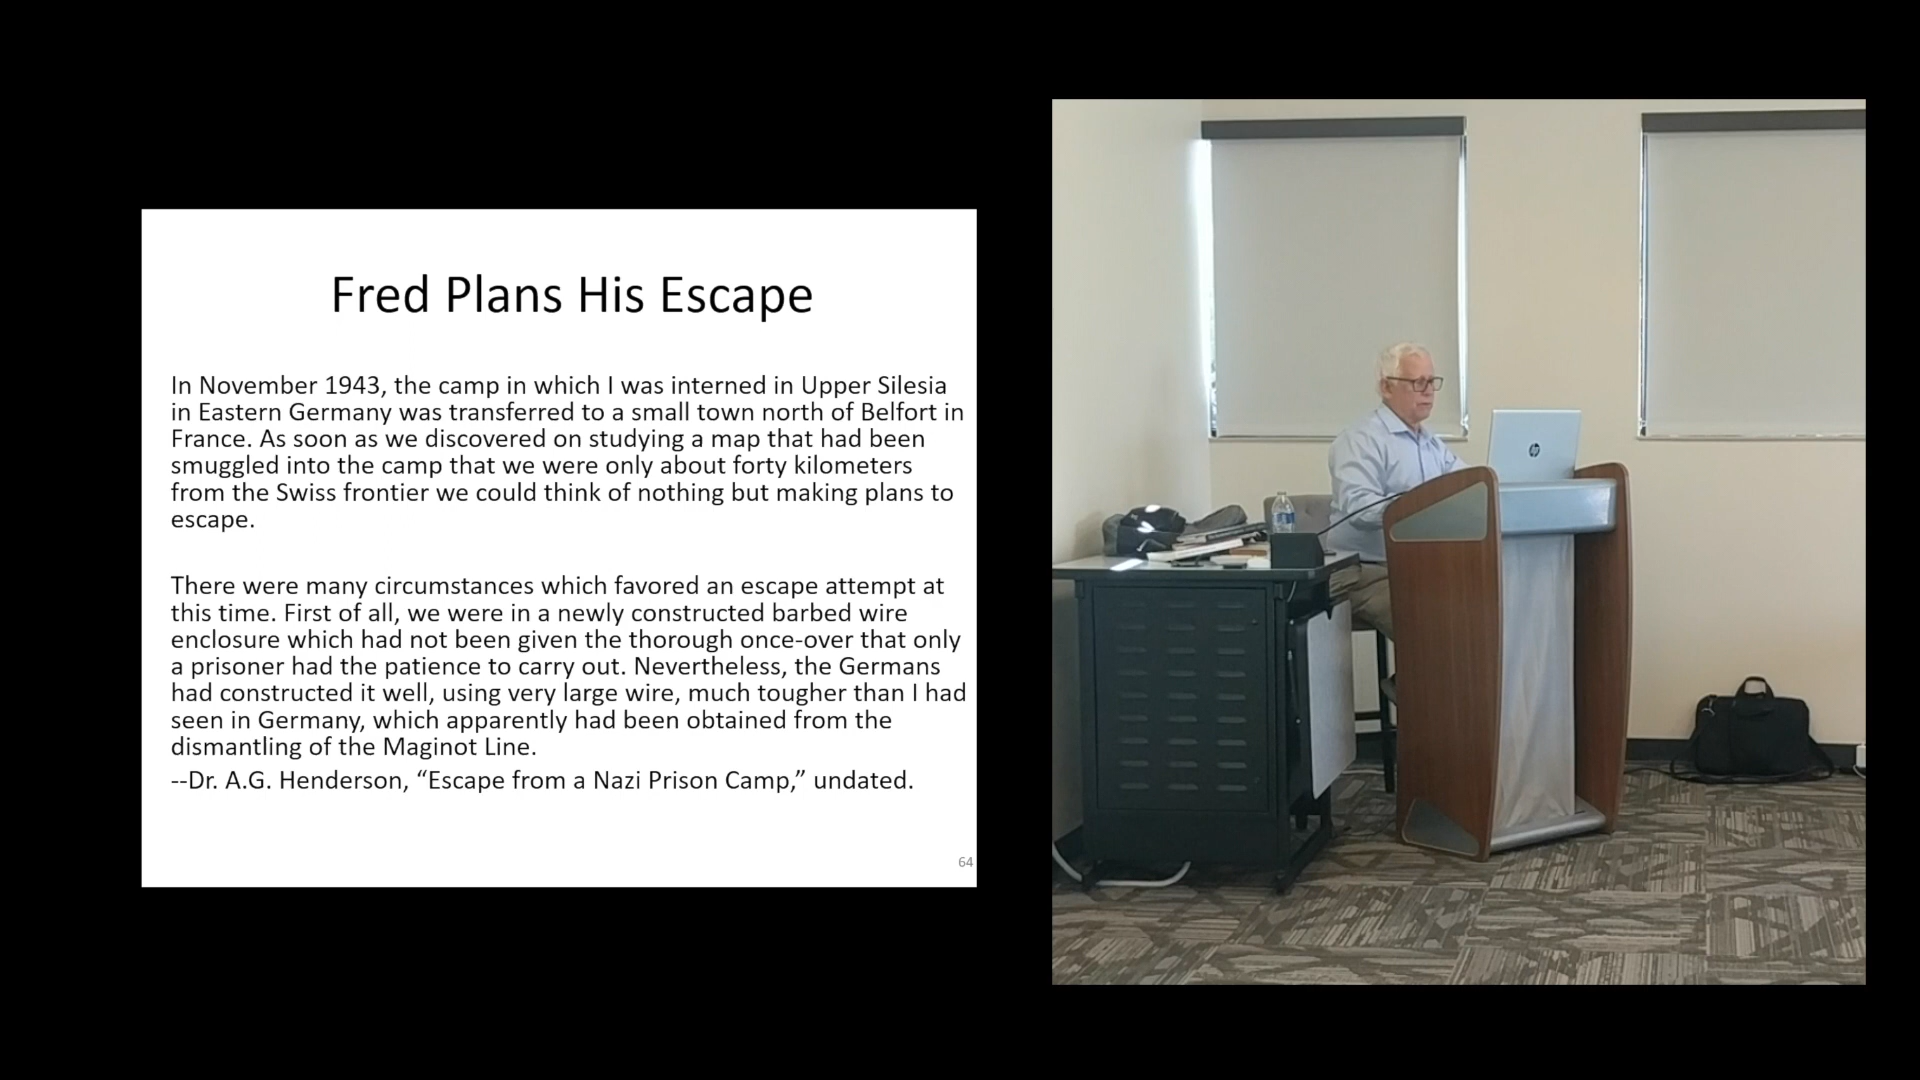 Fred Plans His Escape
In November 1943, the camp in which I was interned in Upper Silesia
in Eastern Germany was transferred to a small town north of Belfort in
France. As soon as we discovered on studying a map that had been
smuggled into the camp that we were only about forty kilometers
from the Swiss frontier we could think of nothing but making plans to
escape.
There were many circumstances which favored an escape attempt at
this time. First of all, we were in a newly constructed barbed wire
enclosure which had not been given the thorough once-over that only
a prisoner had the patience to carry out. Nevertheless, the Germans
had constructed it well, using very large wire, much tougher than I had
seen in Germany, which apparently had been obtained from the
dismantling of the Maginot Line.
--Dr. A.G. Henderson, “Escape from a Nazi Prison Camp,” undated.
64
hp